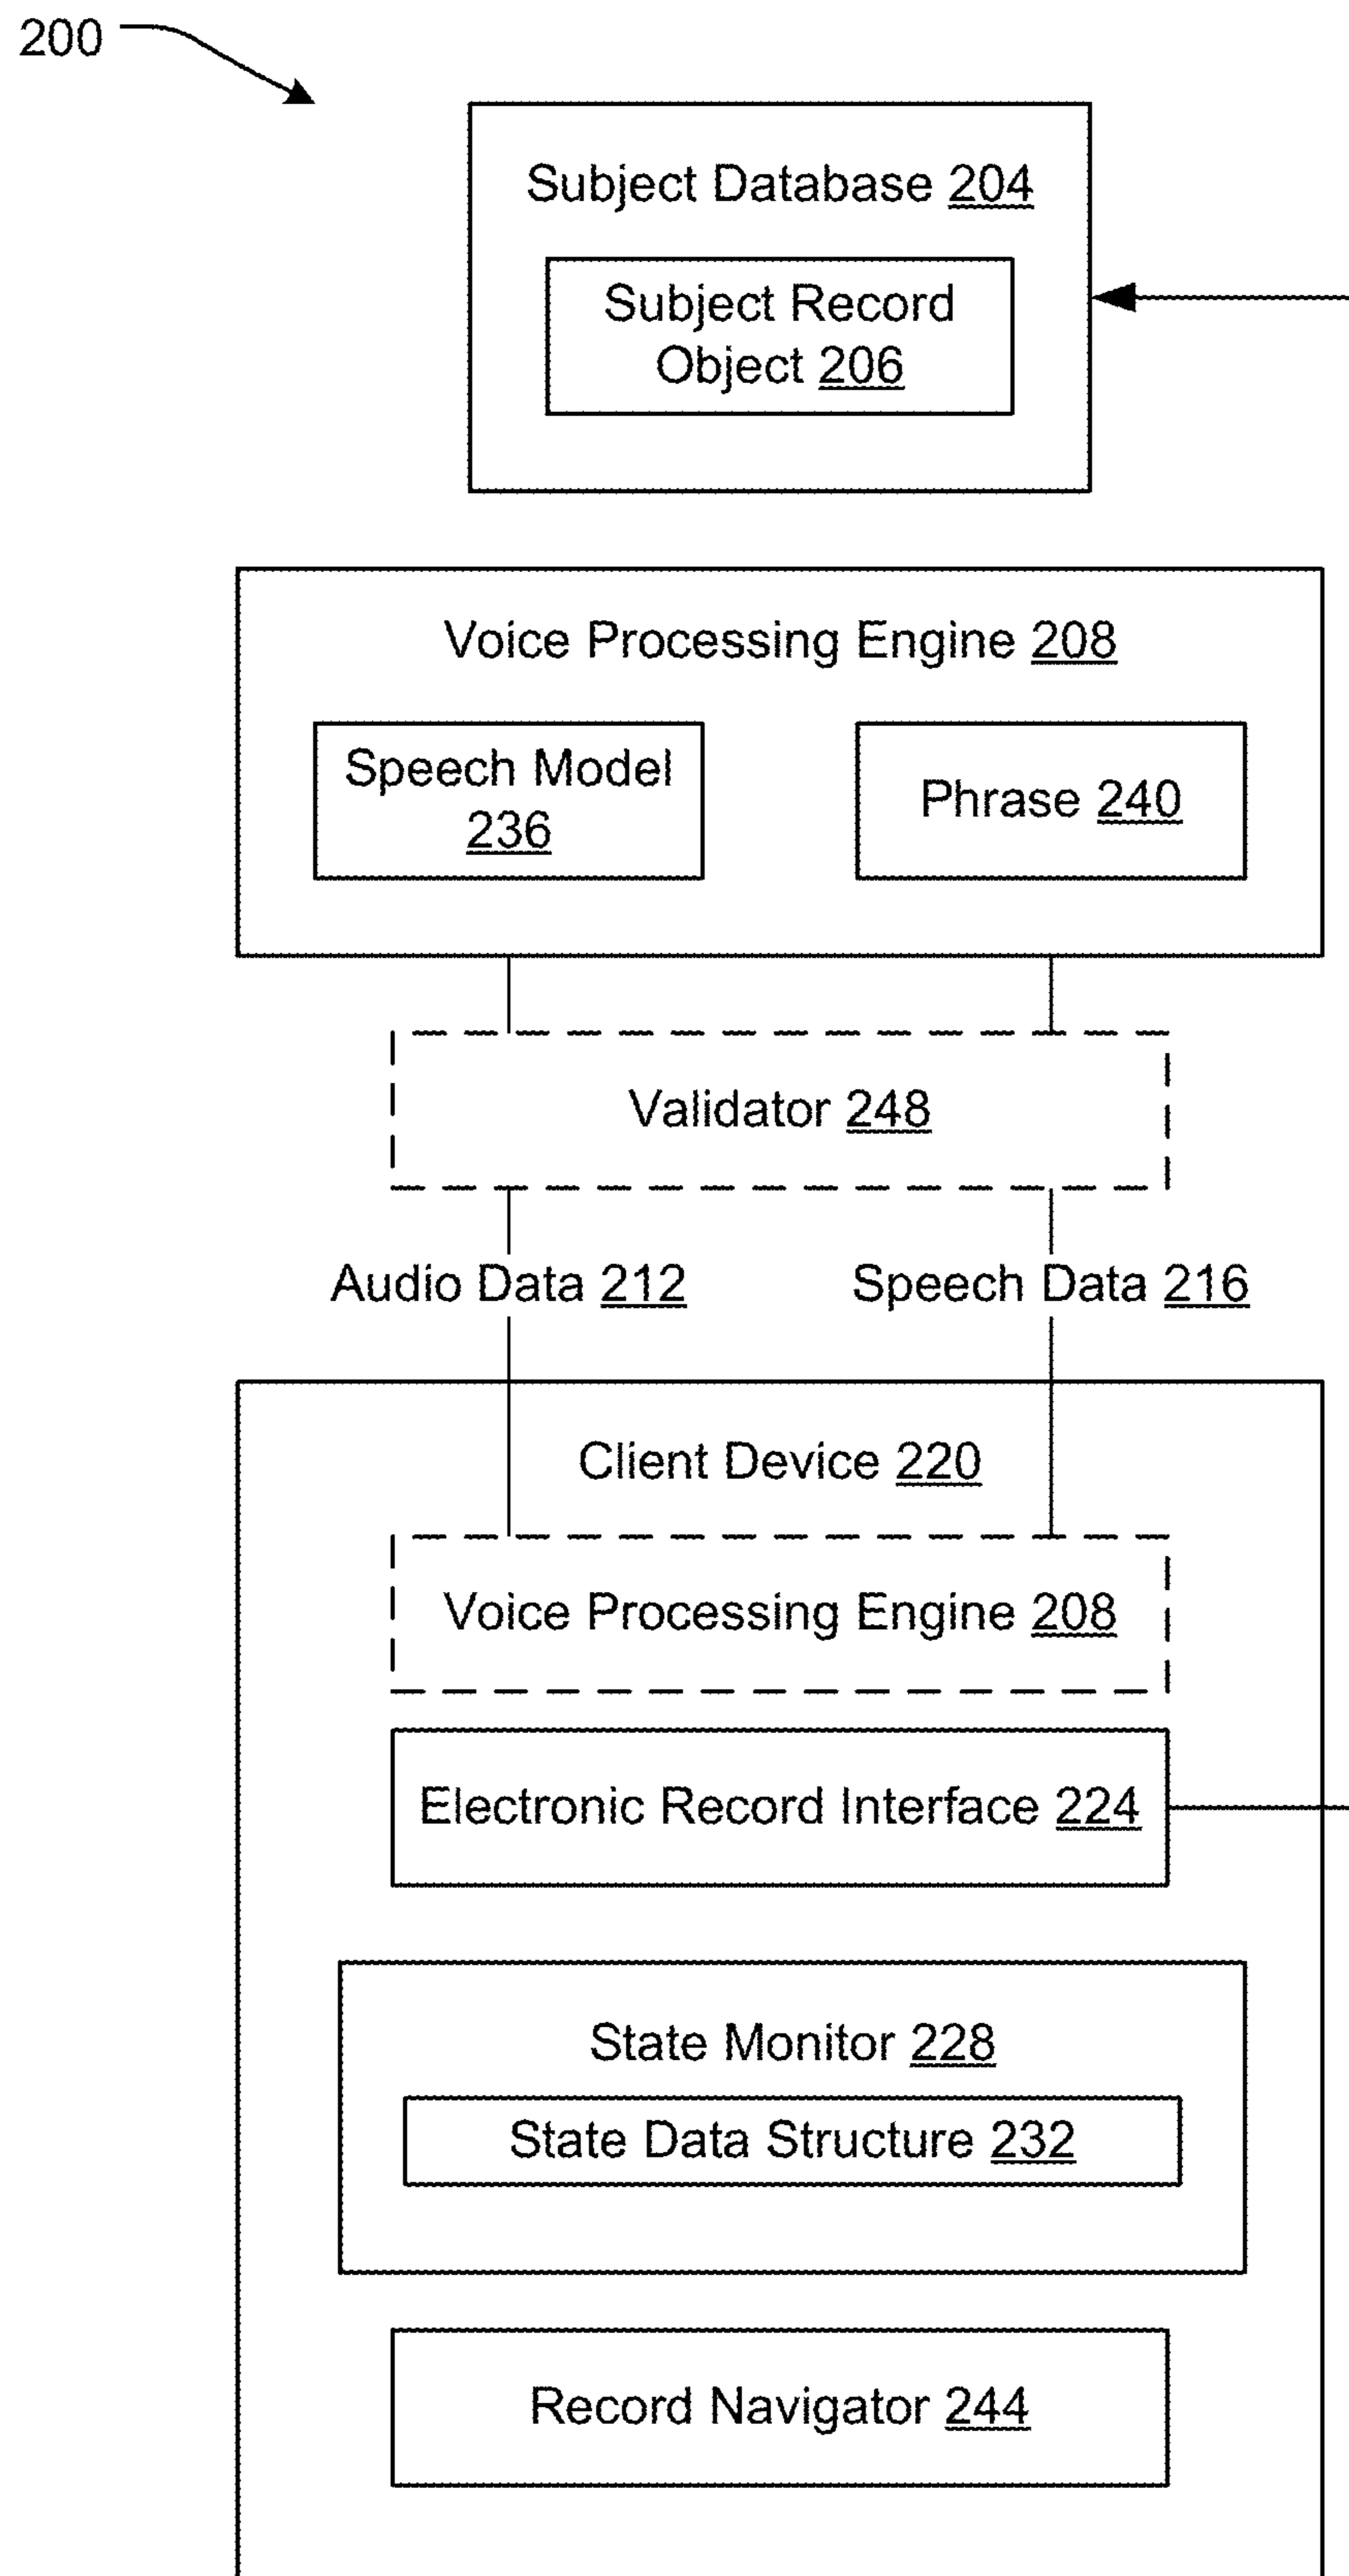 200
Subject Database 204
Subject Record
Object 206
Voice Processing Engine 208
Speech Model
236
Phrase 240
Validator 248
Audio Data 212
Speech Data 216
Client Device 220
Voice Processing Engine 208
Electronic Record Interface 224
State Monitor 228
State Data Structure 232
Record Navigator 244